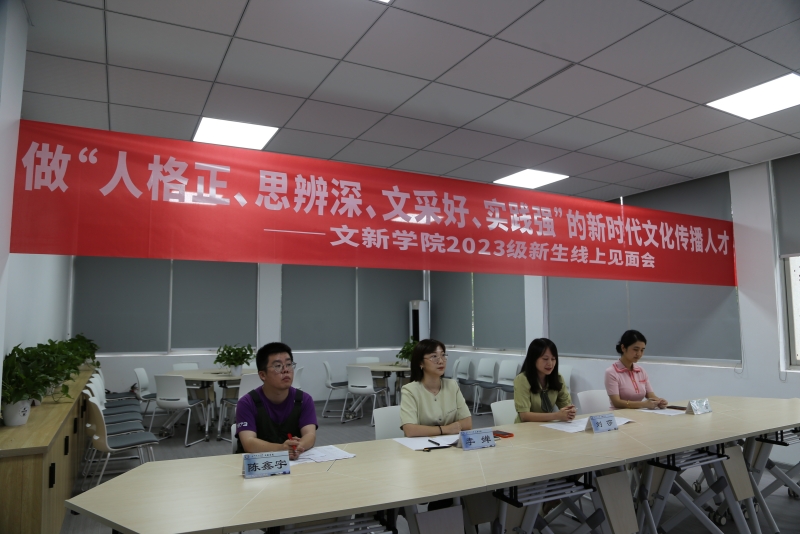 做“人格正、思辨深、文采好、实践强”的新时代文化传播人才
——文新学院2023级新生线上见面会
陈鑫宇
李 烨